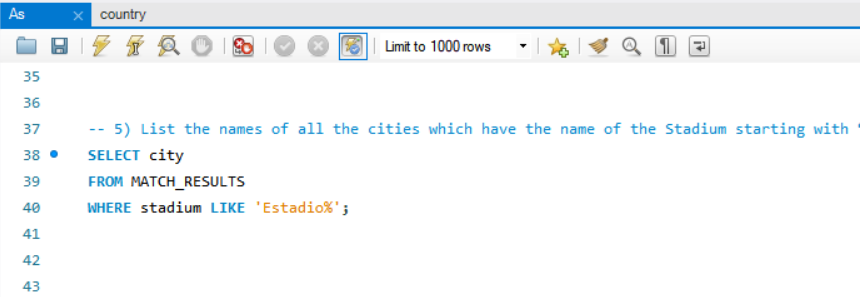 As × country
Limit to 1000 rows
35
36
37 -- 5) List the names of all the cities which have the name of the Stadium starting with "
38 SELECT city
39 FROM MATCH_RESULTS
40 WHERE stadium LIKE 'Estadio%';
41
42
43